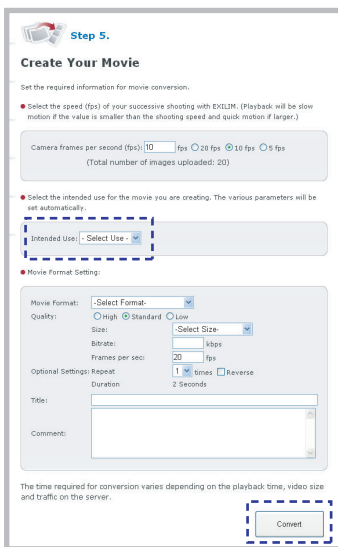 Step 5.
Create Your Movie
Set the required information for movie conversion.
Select the speed (fps) of your successive shooting with EXILIM. (Playback will be slow
motion if the value is smaller than the shooting speed and quick motion if larger.)
Camera frames per second (fps): 10 fps 20 fps 10 fps 5 fps
(Total number of images uploaded: 20)
Select the intended use for the movie you are creating. The various parameters will be
set automatically.
Intended Use: - Select Use -
Movie Format Setting:
Movie Format: -Select Format-
Quality: High Standard Low
Size: -Select Size-
Bitrate: kbps
Frames per sec: 20 fps
Optional Settings: Repeat 1 times Reverse
Duration 2 Seconds
Title:
Comment:
The time required for conversion varies depending on the playback time, video size
and traffic on the server.
Convert